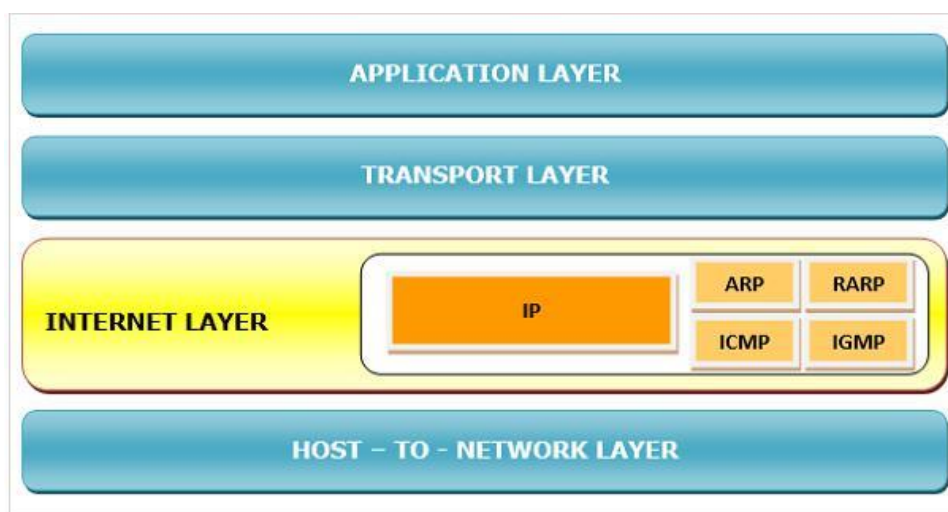 APPLICATION LAYER
TRANSPORT LAYER
INTERNET LAYER
IP
ARP
RARP
ICMP
IGMP
HOST – TO - NETWORK LAYER